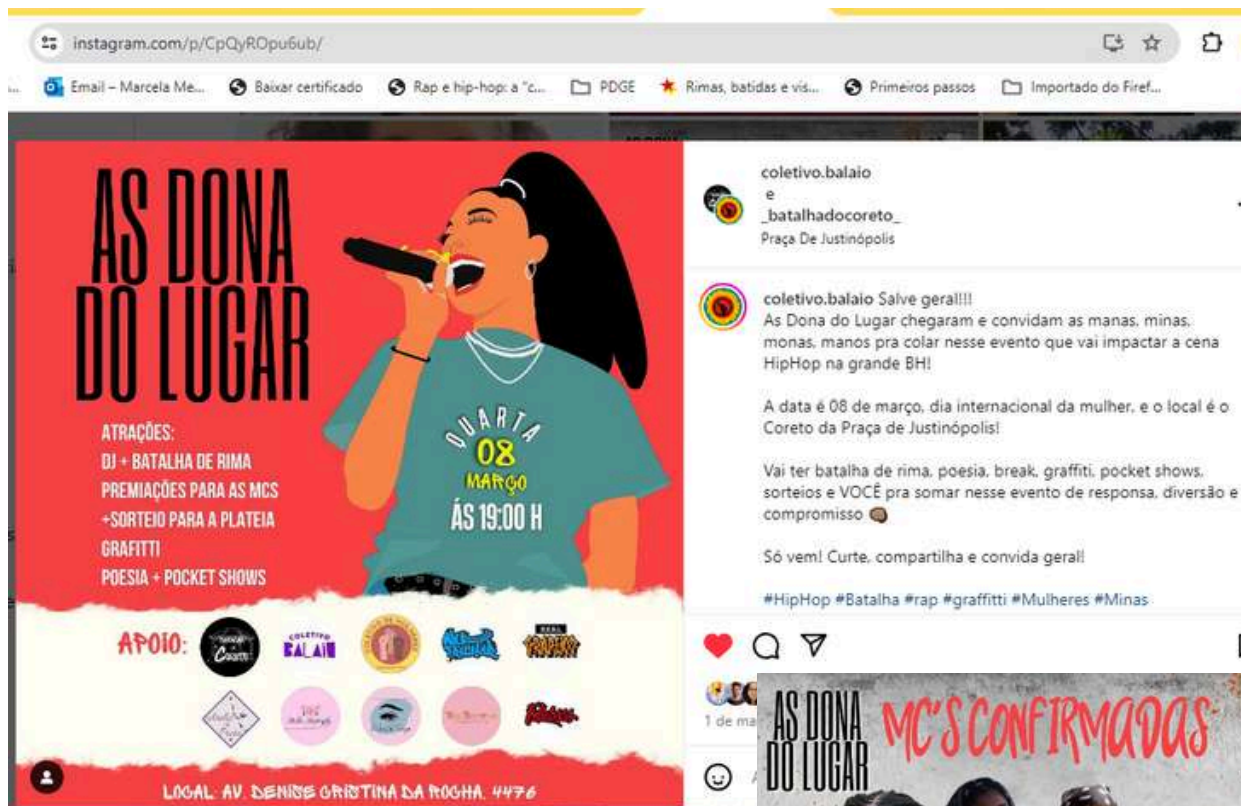 instagram.com/p/CpQyROpu6ub/
Email – Marcela Me...
Baixar certificado
Rap e hip-hop: a "c...
PDGE
Rimas, batidas e vis...
Primeiros passos
Importado do Firef...
AS DONA
DO LUGAR
ATRAÇÕES:
DJ + BATALHA DE RIMA
PREMIAÇÕES PARA AS MCS
+SORTEIO PARA A PLATEIA
GRAFITTI
POESIA + POCKET SHOWS
QUARTA
08
MARÇO
ÁS 19:00 H
APOIO:
COLETIVO
BALAIO
REAL
LOCAL: AV. DENISE CRISTINA DA ROCHA, 4476
coletivo.balaio
e
_batalhadocoreto_
Praça De Justinópolis
coletivo.balaio Salve geral!!!
As Dona do Lugar chegaram e convidam as manas, minas,
monas, manos pra colar nesse evento que vai impactar a cena
HipHop na grande BH!
A data é 08 de março, dia internacional da mulher, e o local é o
Coreto da Praça de Justinópolis!
Vai ter batalha de rima, poesia, break, graffiti, pocket shows,
sorteios e VOCÊ pra somar nesse evento de responsa, diversão e
compromisso
Só vem! Curte, compartilha e convida geral!
#HipHop #Batalha #rap #graffitti #Mulheres #Minas
1 de ma
AS DONA
DO LUGAR
MC'S CONFIRMADAS